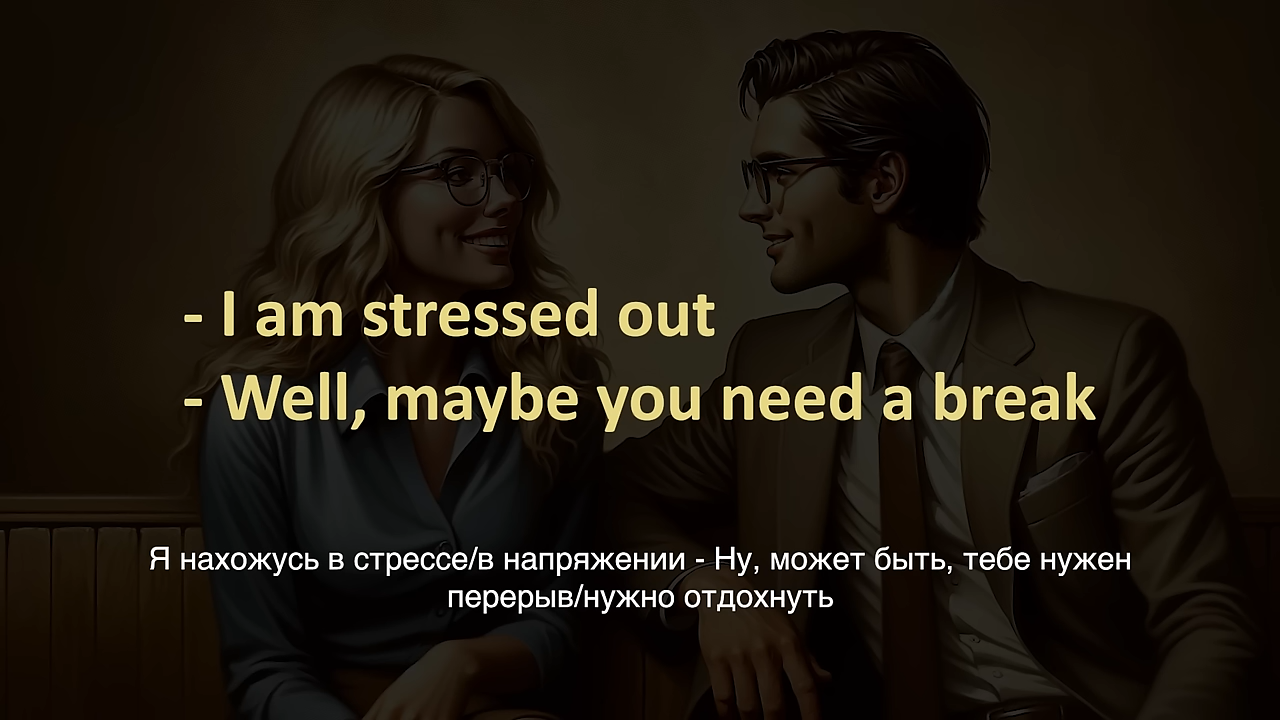 - I am stressed out
- Well, maybe you need a break
Я нахожусь в стрессе/в напряжении - Ну, может быть, тебе нужен
перерыв/нужно отдохнуть